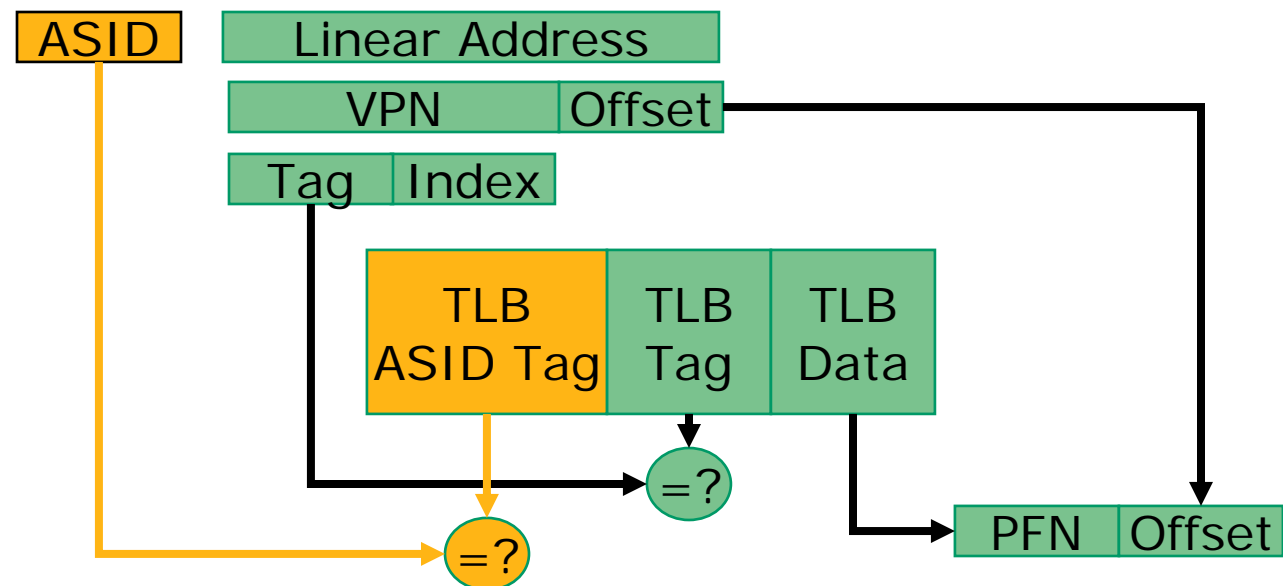 ASID
Linear Address
VPN
Offset
Tag
Index
TLB
ASID Tag
TLB
Tag
TLB
Data
=?
=?
PFN
Offset